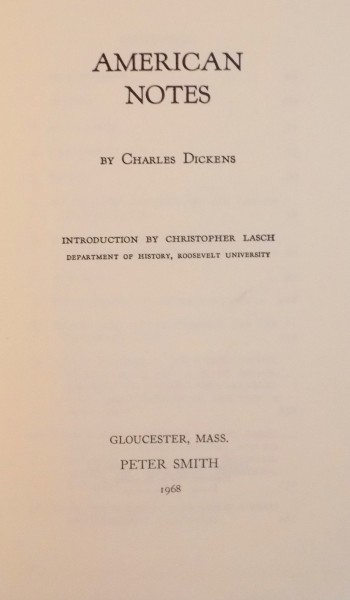 AMERICAN
NOTES
BY CHARLES DICKENS
INTRODUCTION BY CHRISTOPHER LASCH
DEPARTMENT OF HISTORY, ROOSEVELT UNIVERSITY
GLOUCESTER, MASS.
PETER SMITH
1968